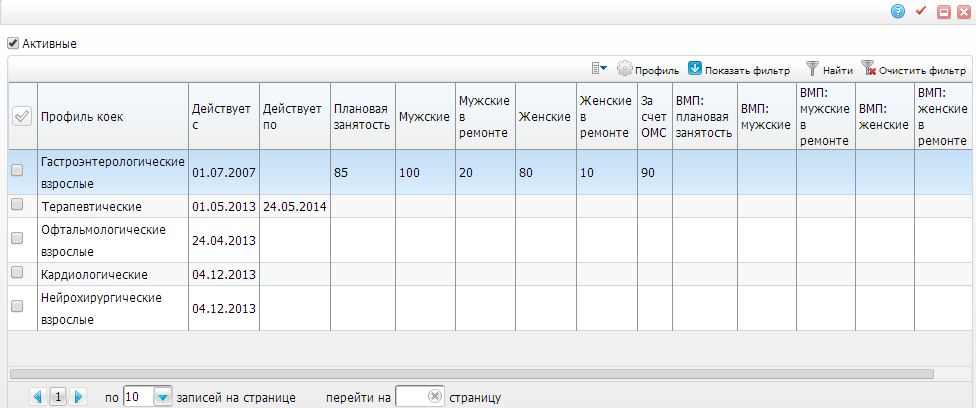 Активные
Профиль Показать фильтр Найти Очистить фильтр
Профиль коек Действует с Действует по Плановая занятость Мужские Мужские в ремонте Женские Женские в ремонте За счет ОМС ВМП: плановая занятость ВМП: мужские ВМП: мужские в ремонте ВМП: женские ВМП: женские в ремонте
Гастроэнтерологические взрослые 01.07.2007 85 100 20 80 10 90
Терапевтические 01.05.2013 24.05.2014
Офтальмологические взрослые 24.04.2013
Кардиологические 04.12.2013
Нейрохирургические взрослые 04.12.2013
1 по 10 записей на странице перейти на страницу